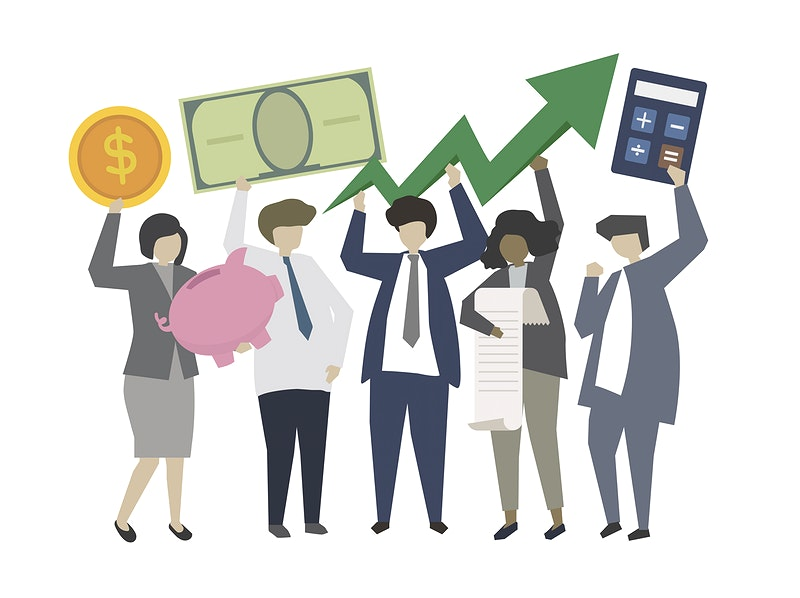 $
+ −
÷ =